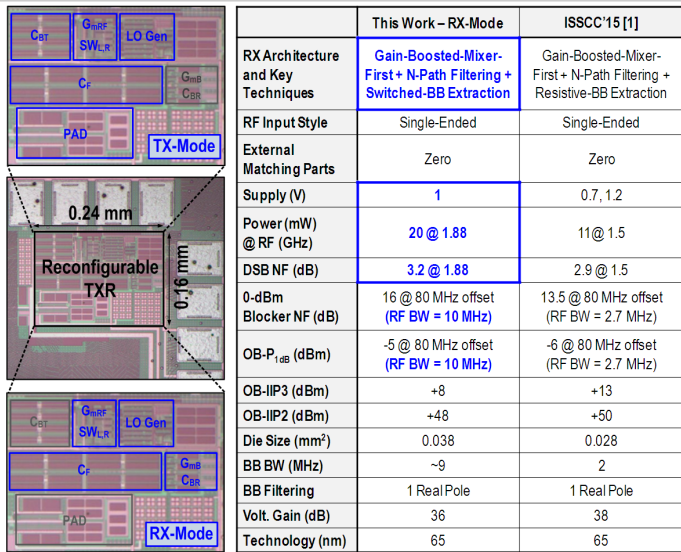 C_BT
G_mRF
SW_L,R
LO Gen
C_F
G_mB
C_BR
PAD
TX-Mode
0.24 mm
Reconfigurable
TXR
0.16 mm
C_BT
G_mRF
SW_L,R
LO Gen
C_F
G_mB
C_BR
PAD
RX-Mode
This Work – RX-Mode
ISSCC'15 [1]
RX Architecture
and Key
Techniques
Gain-Boosted-Mixer-
First + N-Path Filtering +
Switched-BB Extraction
Gain-Boosted-Mixer-
First + N-Path Filtering +
Resistive-BB Extraction
RF Input Style
Single-Ended
Single-Ended
External
Matching Parts
Zero
Zero
Supply (V)
1
0.7, 1.2
Power (mW)
@ RF (GHz)
20 @ 1.88
11@ 1.5
DSB NF (dB)
3.2 @ 1.88
2.9 @ 1.5
0-dBm
Blocker NF (dB)
16 @ 80 MHz offset
(RF BW = 10 MHz)
13.5 @ 80 MHz offset
(RF BW = 2.7 MHz)
OB-P1dB (dBm)
-5 @ 80 MHz offset
(RF BW = 10 MHz)
-6 @ 80 MHz offset
(RF BW = 2.7 MHz)
OB-IIP3 (dBm)
+8
+13
OB-IIP2 (dBm)
+48
+50
Die Size (mm²)
0.038
0.028
BB BW (MHz)
~9
2
BB Filtering
1 Real Pole
1 Real Pole
Volt. Gain (dB)
36
38
Technology (nm)
65
65